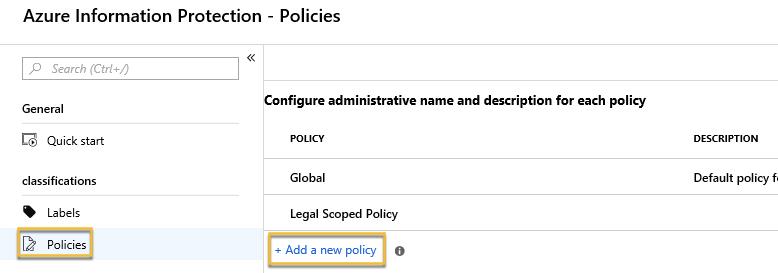 Azure Information Protection - Policies
«
Search (Ctrl+/)
General
Quick start
classifications
Labels
Policies
Configure administrative name and description for each policy
POLICY DESCRIPTION
Global Default policy f
Legal Scoped Policy
+ Add a new policy